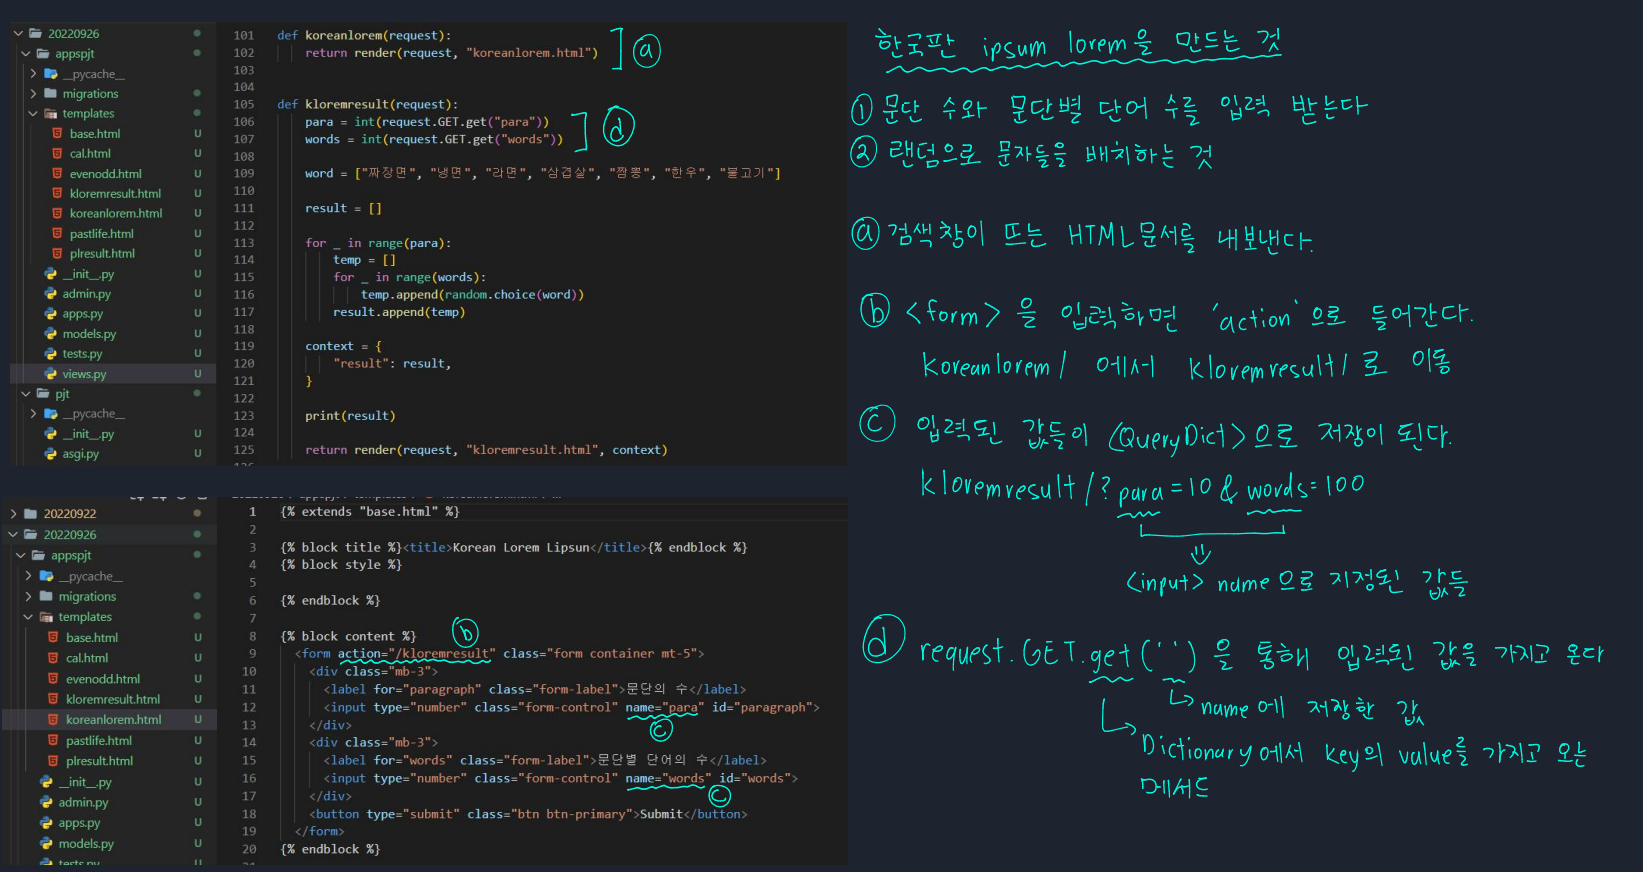 20220926
appspjt
__pycache__
migrations
templates
base.html U
cal.html U
evenodd.html U
kloremresult.html U
koreanlorem.html U
pastlife.html U
plresult.html U
__init__.py U
admin.py U
apps.py U
models.py U
tests.py U
views.py U
pjt
__pycache__
__init__.py U
asgi.py U
101 def koreanlorem(request):
102 return render(request, "koreanlorem.html")
103
104
105 def kloremresult(request):
106 para = int(request.GET.get("para"))
107 words = int(request.GET.get("words"))
108
109 word = ["짜장면", "냉면", "라면", "삼겹살", "짬뽕", "한우", "불고기"]
110
111 result = []
112
113 for _ in range(para):
114 temp = []
115 for _ in range(words):
116 temp.append(random.choice(word))
117 result.append(temp)
118
119 context = {
120 "result": result,
121 }
122
123 print(result)
124
125 return render(request, "kloremresult.html", context)
ⓐ
ⓓ
20220922
20220926
appspjt
__pycache__
migrations
templates
base.html U
cal.html U
evenodd.html U
kloremresult.html U
koreanlorem.html U
pastlife.html U
plresult.html U
__init__.py U
admin.py U
apps.py U
models.py U
tests.py U
1 {% extends "base.html" %}
2
3 {% block title %}<title>Korean Lorem Lipsun</title>{% endblock %}
4 {% block style %}
5
6 {% endblock %}
7
8 {% block content %}
9 <form action="/kloremresult" class="form container mt-5">
10 <div class="mb-3">
11 <label for="paragraph" class="form-label">문단의 수</label>
12 <input type="number" class="form-control" name="para" id="paragraph">
13 </div>
14 <div class="mb-3">
15 <label for="words" class="form-label">문단별 단어의 수</label>
16 <input type="number" class="form-control" name="words" id="words">
17 </div>
18 <button type="submit" class="btn btn-primary">Submit</button>
19 </form>
20 {% endblock %}
ⓑ
ⓒ
ⓒ
한국판 ipsum lorem을 만드는 것
① 문단 수와 문단별 단어 수를 입력 받는다
② 랜덤으로 문자들을 배치하는 것
ⓐ 검색창이 뜨는 HTML문서를 내보낸다.
ⓑ <form> 을 입력하면 'action'으로 들어간다.
koreanlorem/ 에서 kloremresult/로 이동
ⓒ 입력된 값들이 <QueryDict>으로 저장이 된다.
kloremresult/?para=10 & words=100
<input> name으로 지정된 값들
ⓓ request.GET.get('') 을 통해 입력된 값을 가지고 온다
name에 저장한 값
Dictionary에서 key의 value를 가지고 오는
메서드